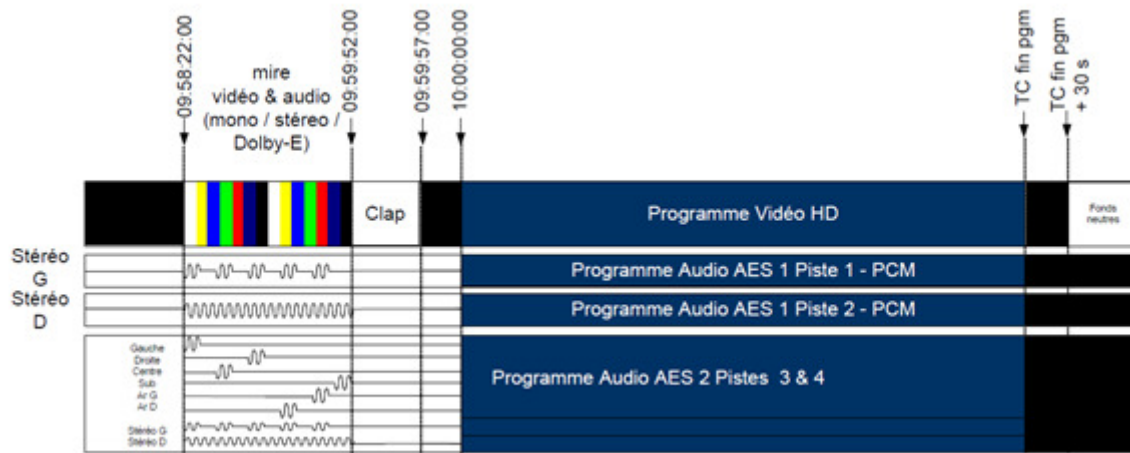 09:58:22:00
mire
vidéo & audio
(mono / stéreo /
Dolby-E)
09:59:52:00
09:59:57:00
10:00:00:00
TC fin pgm
TC fin pgm
+ 30 s
Clap
Programme Vidéo HD
Fonds
neutres
Stéréo
G
Programme Audio AES 1 Piste 1 - PCM
Stéréo
D
Programme Audio AES 1 Piste 2 - PCM
Gauche
Droite
Centre
Sub
Ar G
Ar D
Programme Audio AES 2 Pistes 3 & 4
Stéréo G
Stéréo D